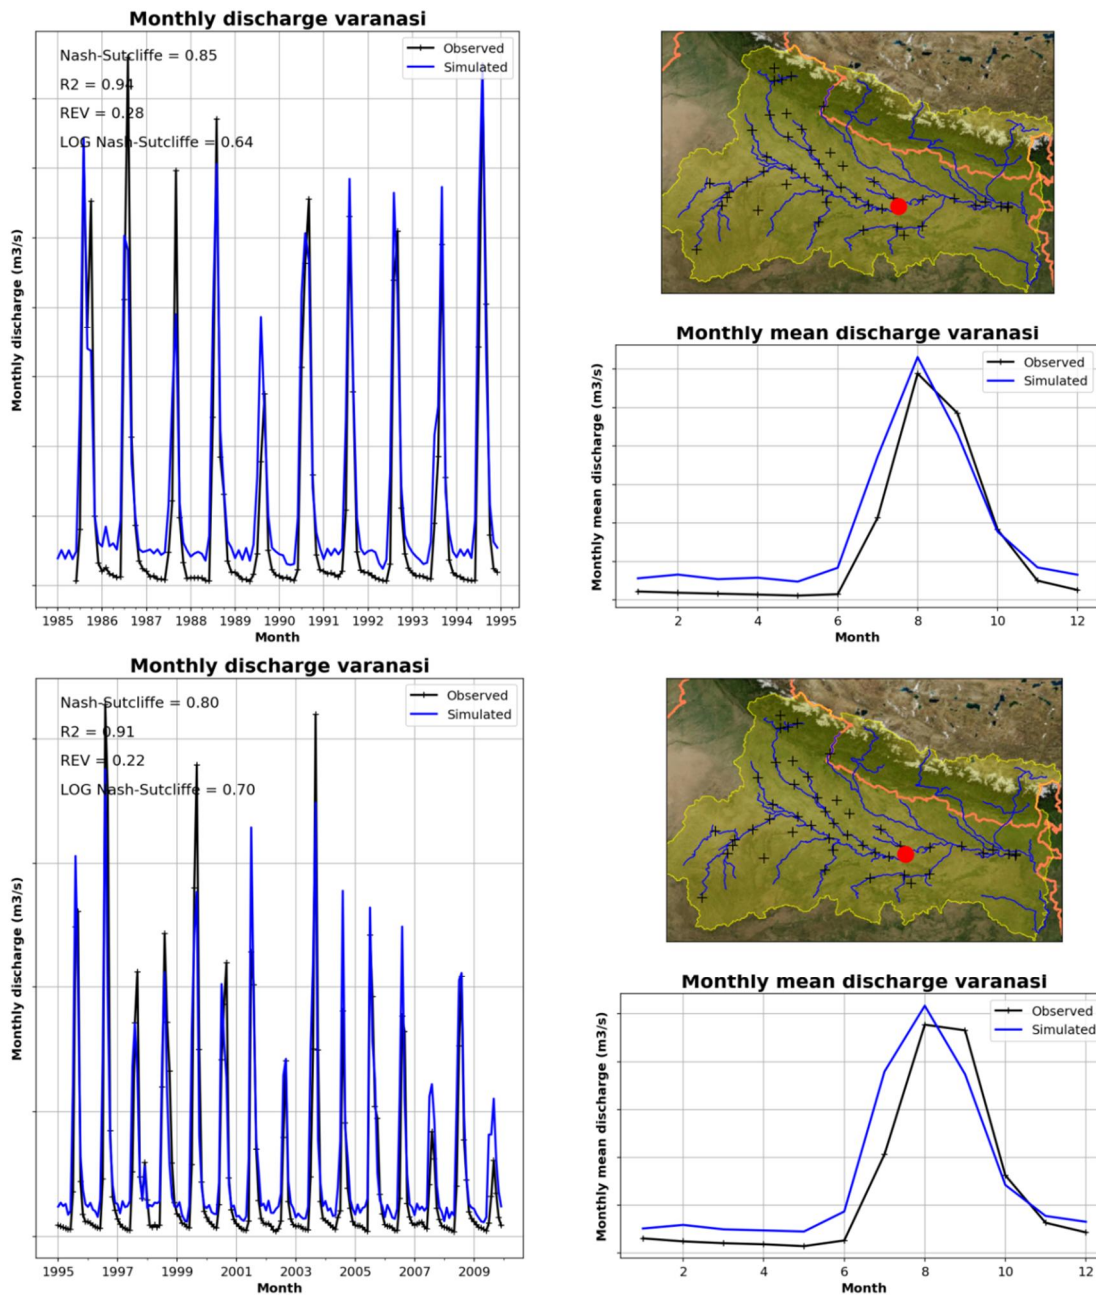 Monthly discharge varanasi
Nash-Sutcliffe = 0.85
R2 = 0.94
REV = 0.28
LOG Nash-Sutcliffe = 0.64
Observed
Simulated
Monthly discharge (m3/s)
1985 1986 1987 1988 1989 1990 1991 1992 1993 1994 1995
Month
Monthly mean discharge varanasi
Observed
Simulated
Monthly mean discharge (m3/s)
2 4 6 8 10 12
Month
Monthly discharge varanasi
Nash-Sutcliffe = 0.80
R2 = 0.91
REV = 0.22
LOG Nash-Sutcliffe = 0.70
Observed
Simulated
Monthly discharge (m3/s)
1995 1997 1999 2001 2003 2005 2007 2009
Month
Monthly mean discharge varanasi
Observed
Simulated
Monthly mean discharge (m3/s)
2 4 6 8 10 12
Month